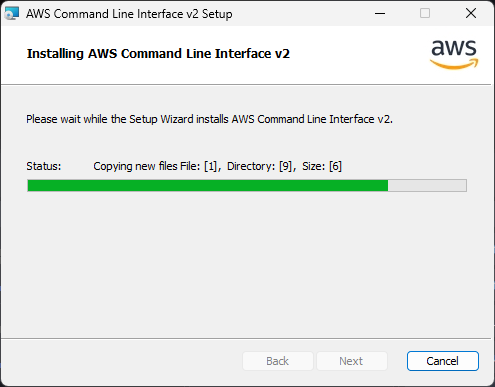 AWS Command Line Interface v2 Setup
Installing AWS Command Line Interface v2
aws
Please wait while the Setup Wizard installs AWS Command Line Interface v2.
Status: Copying new files File: [1], Directory: [9], Size: [6]
Back Next Cancel